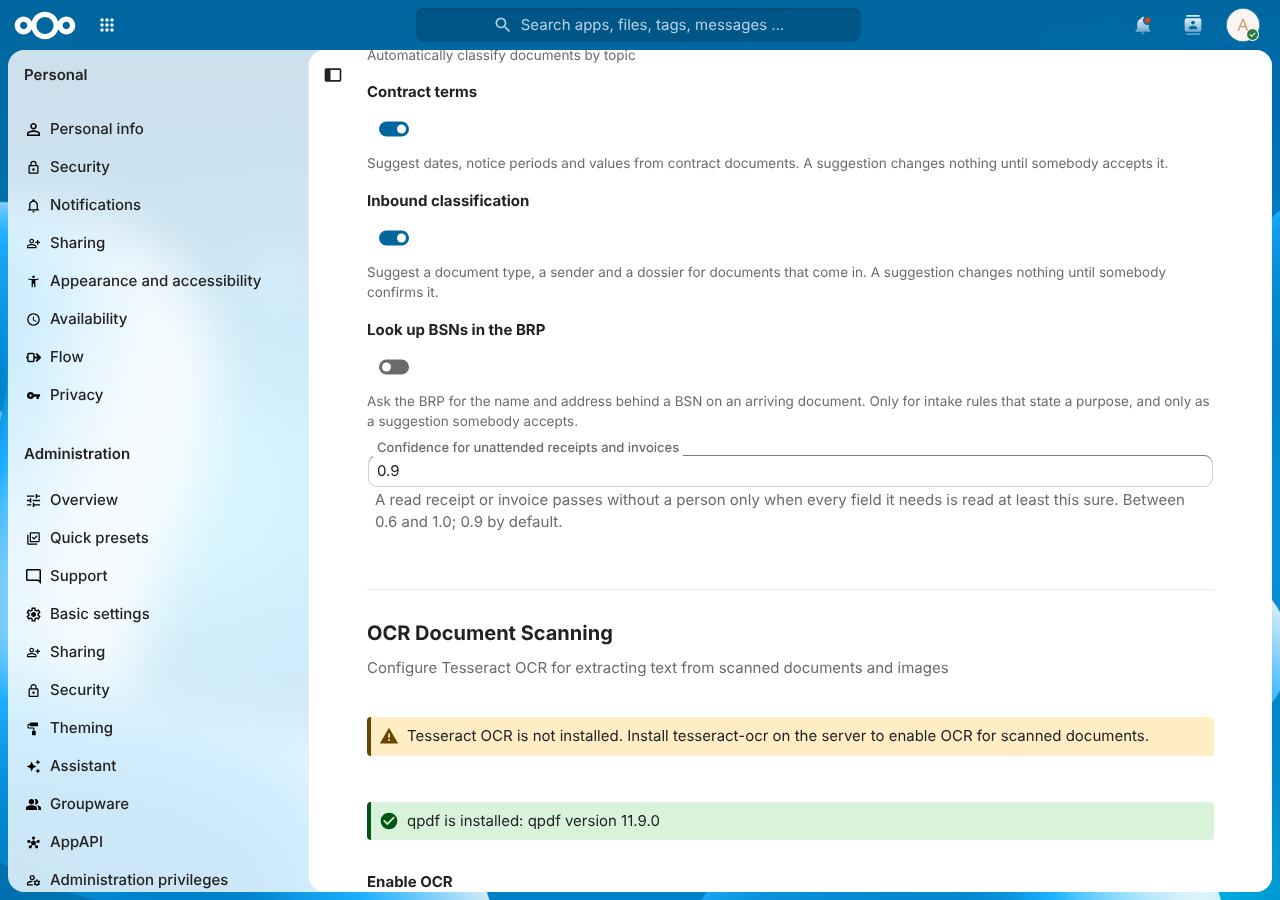 Search apps, files, tags, messages ...
A
Personal
Personal info
Security
Notifications
Sharing
Appearance and accessibility
Availability
Flow
Privacy
Administration
Overview
Quick presets
Support
Basic settings
Sharing
Security
Theming
Assistant
Groupware
AppAPI
Administration privileges
Automatically classify documents by topic
Contract terms
Suggest dates, notice periods and values from contract documents. A suggestion changes nothing until somebody accepts it.
Inbound classification
Suggest a document type, a sender and a dossier for documents that come in. A suggestion changes nothing until somebody
confirms it.
Look up BSNs in the BRP
Ask the BRP for the name and address behind a BSN on an arriving document. Only for intake rules that state a purpose, and only as
a suggestion somebody accepts.
Confidence for unattended receipts and invoices
0.9
A read receipt or invoice passes without a person only when every field it needs is read at least this sure. Between
0.6 and 1.0; 0.9 by default.
OCR Document Scanning
Configure Tesseract OCR for extracting text from scanned documents and images
Tesseract OCR is not installed. Install tesseract-ocr on the server to enable OCR for scanned documents.
qpdf is installed: qpdf version 11.9.0
Enable OCR